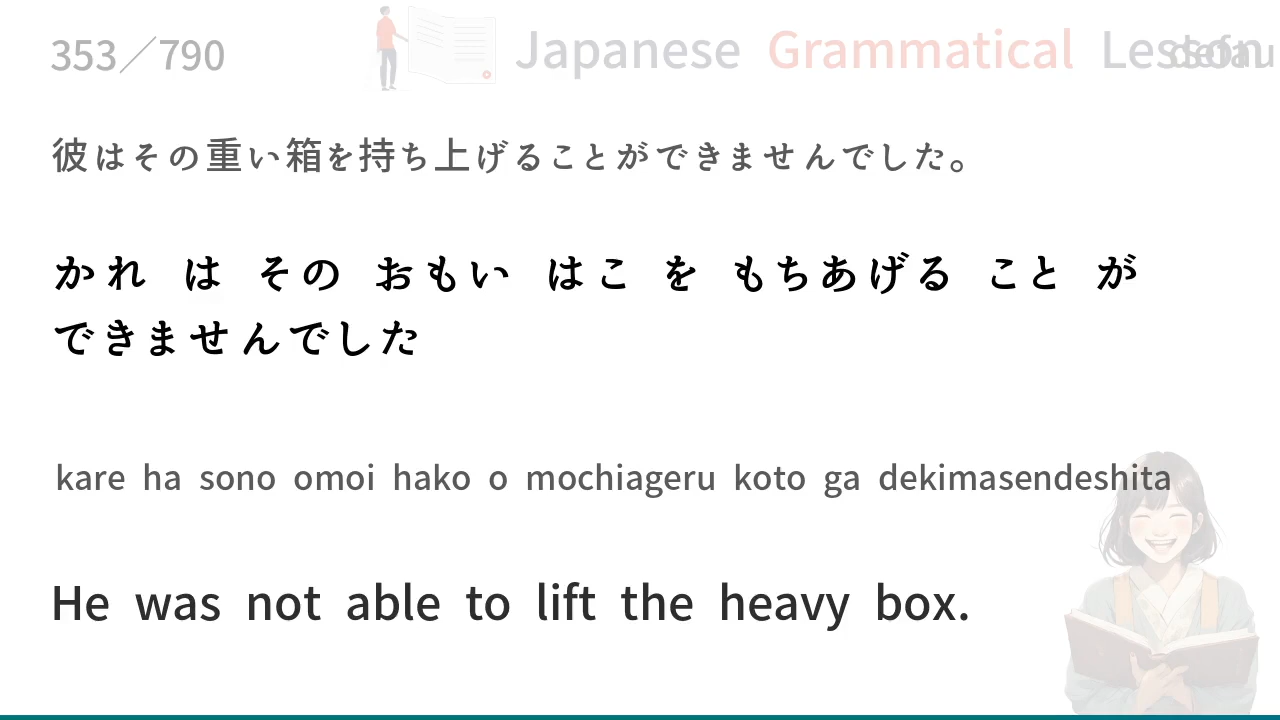 353／790
Japanese Grammatical Lesson
defau
彼はその重い箱を持ち上げることができませんでした。
かれ は その おもい はこ を もちあげる こと が
できませんでした
kare ha sono omoi hako o mochiageru koto ga dekimasendeshita
He was not able to lift the heavy box.